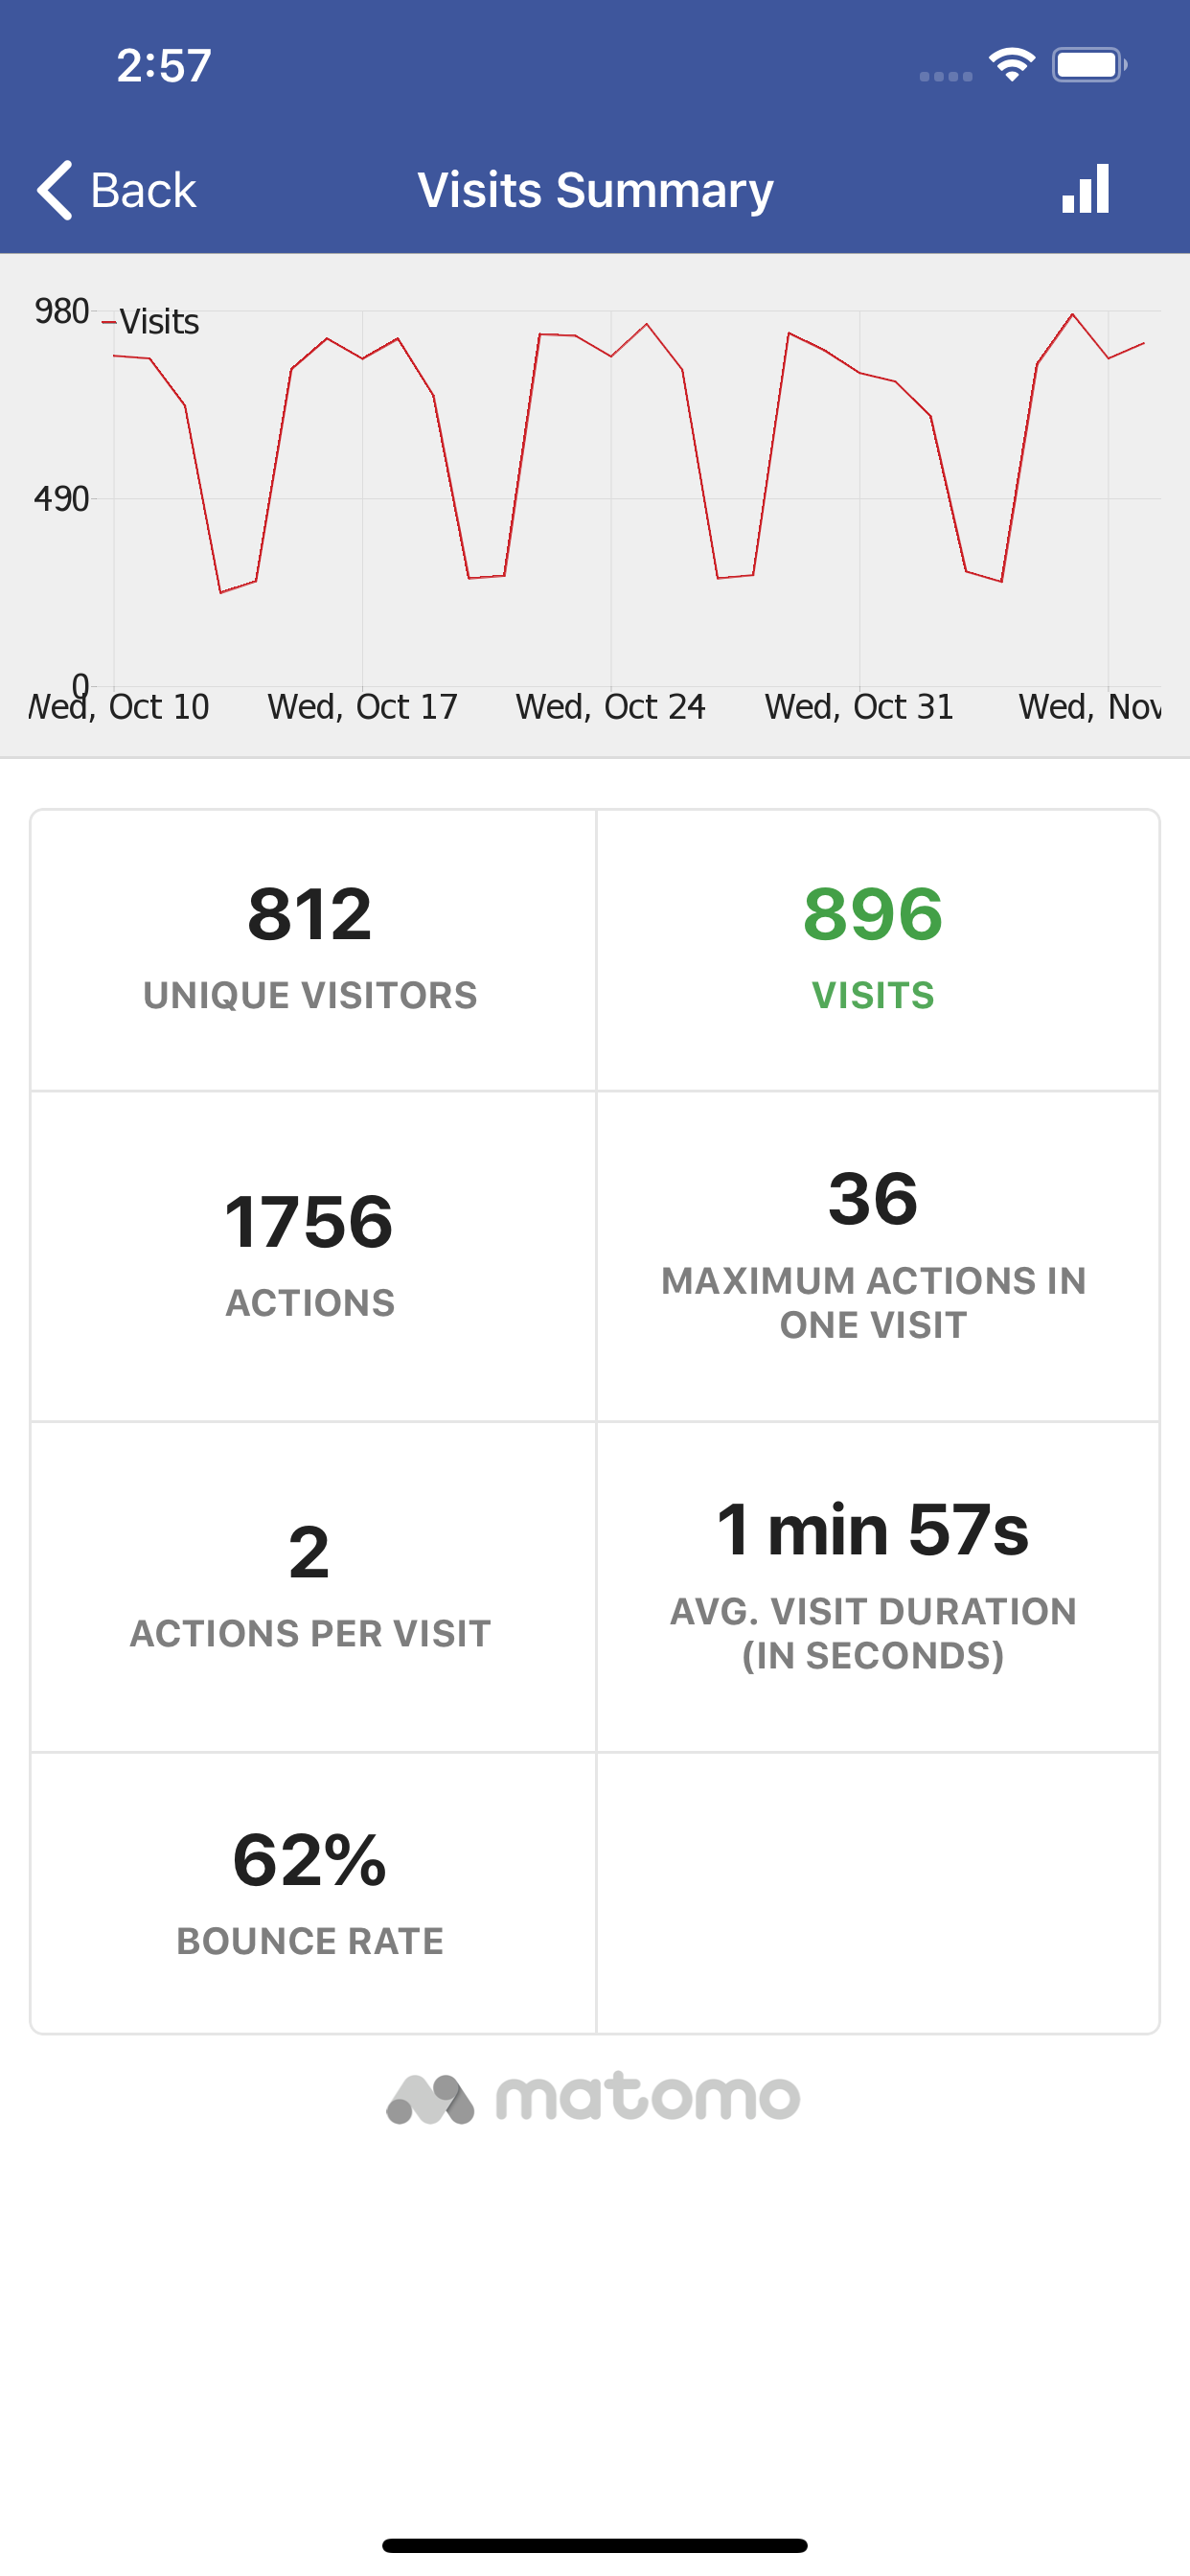 2:57
Back
Visits Summary
980
Visits
490
0
Wed, Oct 10
Wed, Oct 17
Wed, Oct 24
Wed, Oct 31
Wed, Nov
812
UNIQUE VISITORS
896
VISITS
1756
ACTIONS
36
MAXIMUM ACTIONS IN
ONE VISIT
2
ACTIONS PER VISIT
1 min 57s
AVG. VISIT DURATION
(IN SECONDS)
62%
BOUNCE RATE
matomo